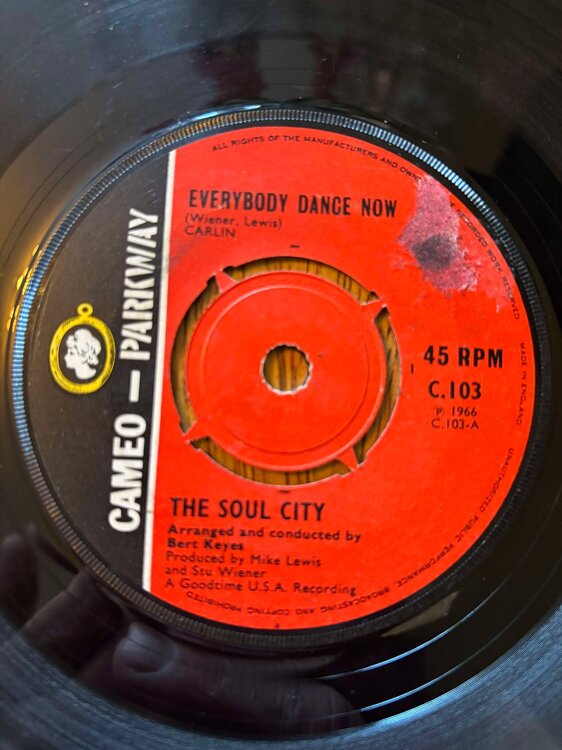 ALL RIGHTS OF THE MANUFACTURERS AND OWN
RECORDED WORK RESERVED
MADE IN ENGLAND
UNAUTHORIZED PUBLIC PERFORMANCE, BROADCASTING AND COPYING PROHIBITED
CAMEO – PARKWAY
EVERYBODY DANCE NOW
(Wiener, Lewis)
CARLIN
45 RPM
C.103
℗ 1966
C.103-A
THE SOUL CITY
Arranged and conducted by
Bert Keyes
Produced by Mike Lewis
and Stu Wiener
A Goodtime U.S.A. Recording